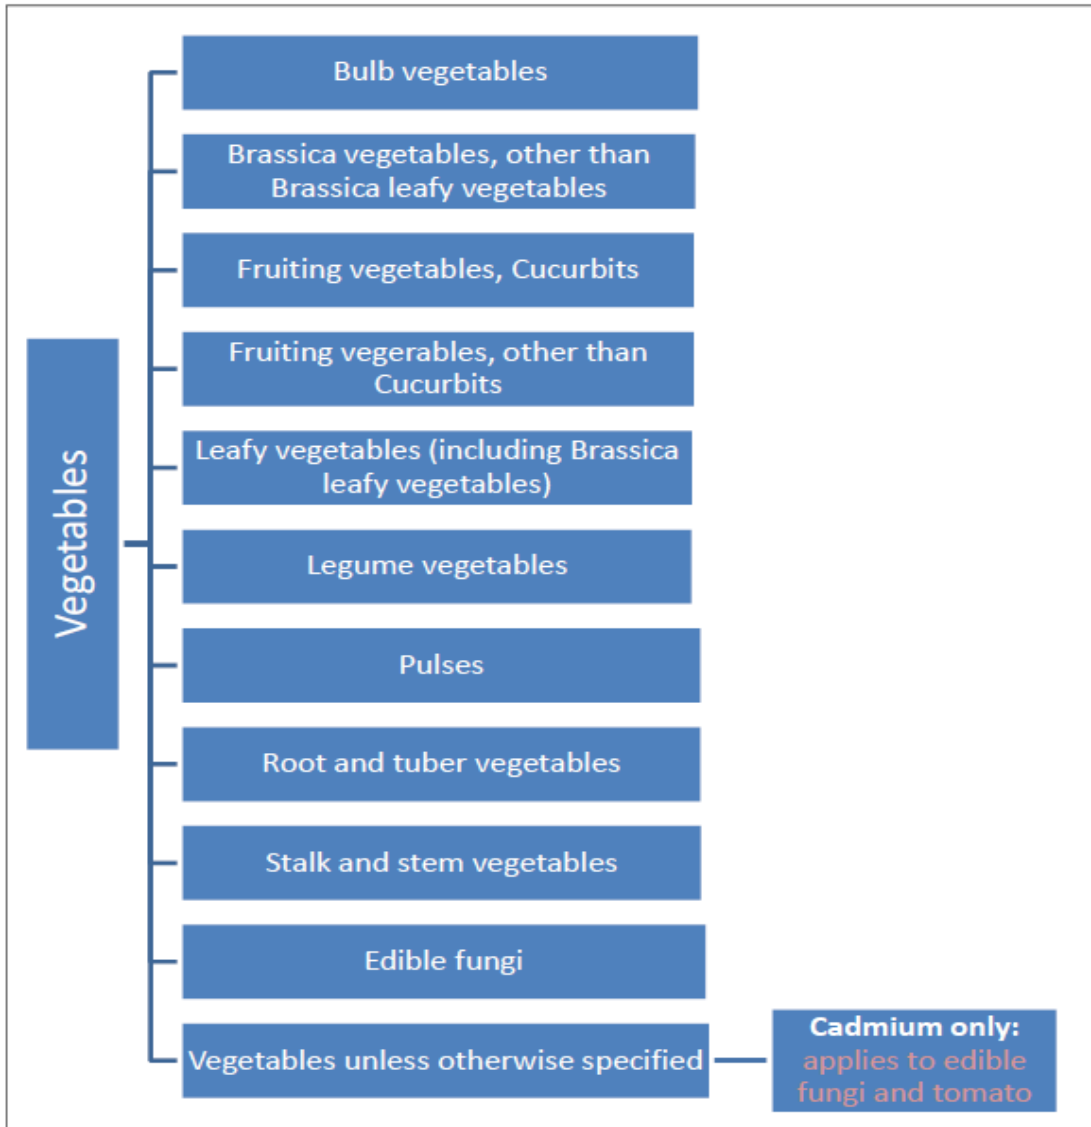 Vegetables
Bulb vegetables
Brassica vegetables, other than
Brassica leafy vegetables
Fruiting vegetables, Cucurbits
Fruiting vegerables, other than
Cucurbits
Leafy vegetables (including Brassica
leafy vegetables)
Legume vegetables
Pulses
Root and tuber vegetables
Stalk and stem vegetables
Edible fungi
Vegetables unless otherwise specified
Cadmium only:
applies to edible
fungi and tomato